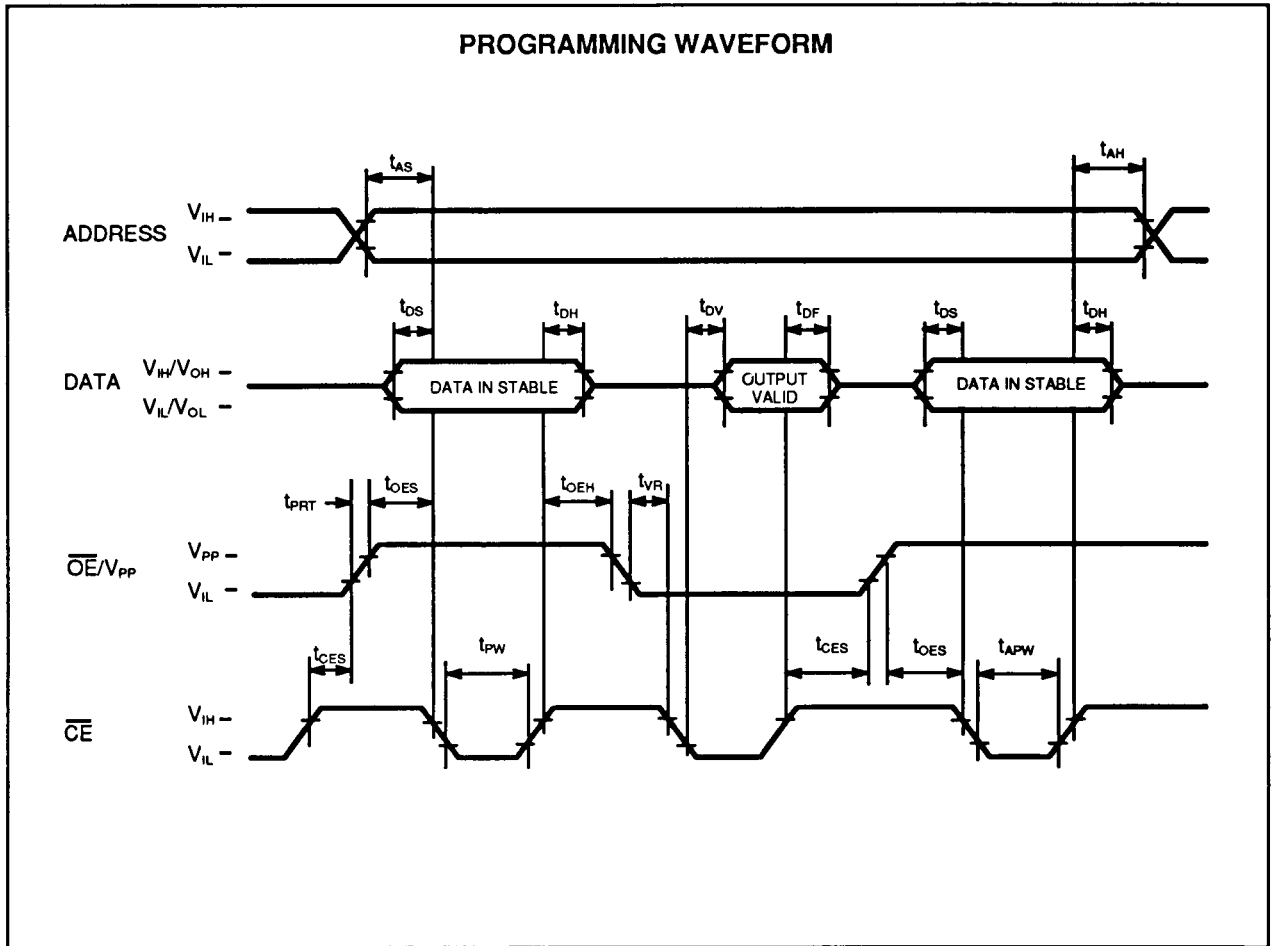 PROGRAMMING WAVEFORM
tAS
tAH
ADDRESS
VIH
VIL
tDS
tDH
tDV
tDF
tDS
tDH
DATA
VIH/VOH
VIL/VOL
DATA IN STABLE
OUTPUT
VALID
DATA IN STABLE
tPRT
tOES
tOEH
tVR
OE/VPP
VPP
VIL
tCES
tPW
tCES
tOES
tAPW
CE
VIH
VIL